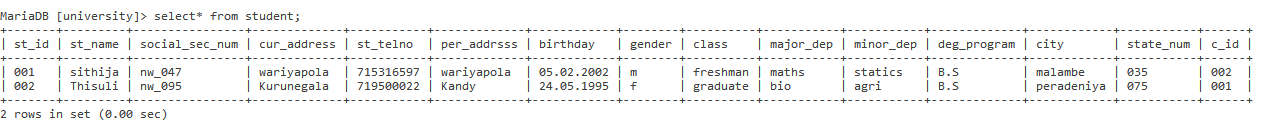 MariaDB [university]> select* from student;
+-------+---------+----------------+-------------+-----------+--------------+------------+--------+----------+-----------+-----------+-------------+------------+-----------+------+
| st_id | st_name | social_sec_num | cur_address | st_telno | per_addrsss | birthday | gender | class | major_dep | minor_dep | deg_program | city | state_num | c_id |
+-------+---------+----------------+-------------+-----------+--------------+------------+--------+----------+-----------+-----------+-------------+------------+-----------+------+
| 001 | sithija | nw_047 | wariyapola | 715316597 | wariyapola | 05.02.2002 | m | freshman | maths | statics | B.S | malambe | 035 | 002 |
| 002 | Thisuli | nw_095 | Kurunegala | 719500022 | Kandy | 24.05.1995 | f | graduate | bio | agri | B.S | peradeniya | 075 | 001 |
+-------+---------+----------------+-------------+-----------+--------------+------------+--------+----------+-----------+-----------+-------------+------------+-----------+------+
2 rows in set (0.00 sec)